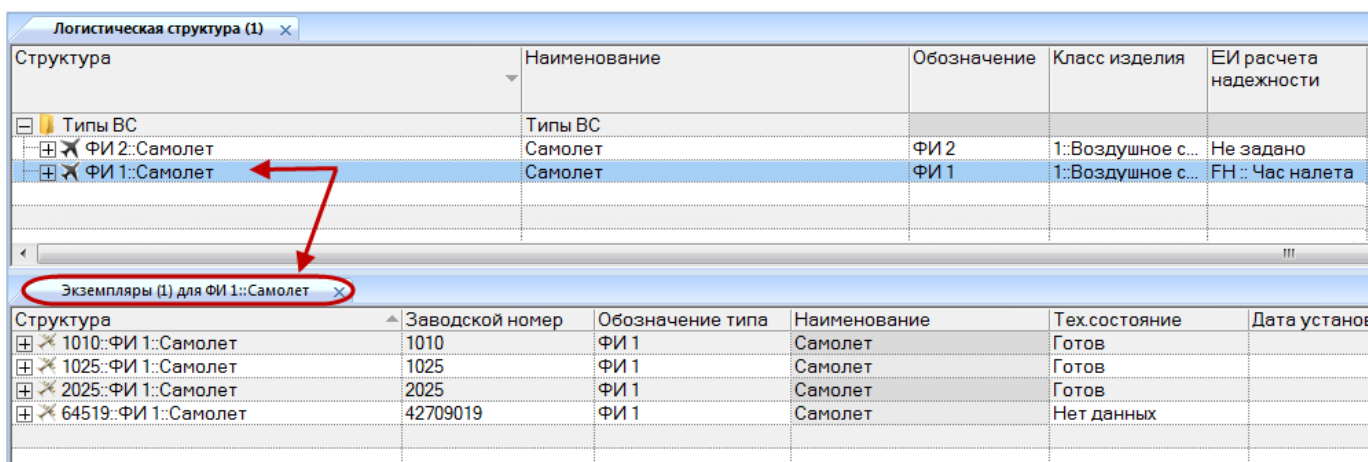 Логистическая структура (1)
Структура Наименование Обозначение Класс изделия ЕИ расчета
надежности
Типы ВС Типы ВС
ФИ 2::Самолет Самолет ФИ 2 1::Воздушное с... Не задано
ФИ 1::Самолет Самолет ФИ 1 1::Воздушное с... FH :: Час налета
Экземпляры (1) для ФИ 1::Самолет
Структура Заводской номер Обозначение типа Наименование Тех.состояние Дата установ
1010::ФИ 1::Самолет 1010 ФИ 1 Самолет Готов
1025::ФИ 1::Самолет 1025 ФИ 1 Самолет Готов
2025::ФИ 1::Самолет 2025 ФИ 1 Самолет Готов
64519::ФИ 1::Самолет 42709019 ФИ 1 Самолет Нет данных